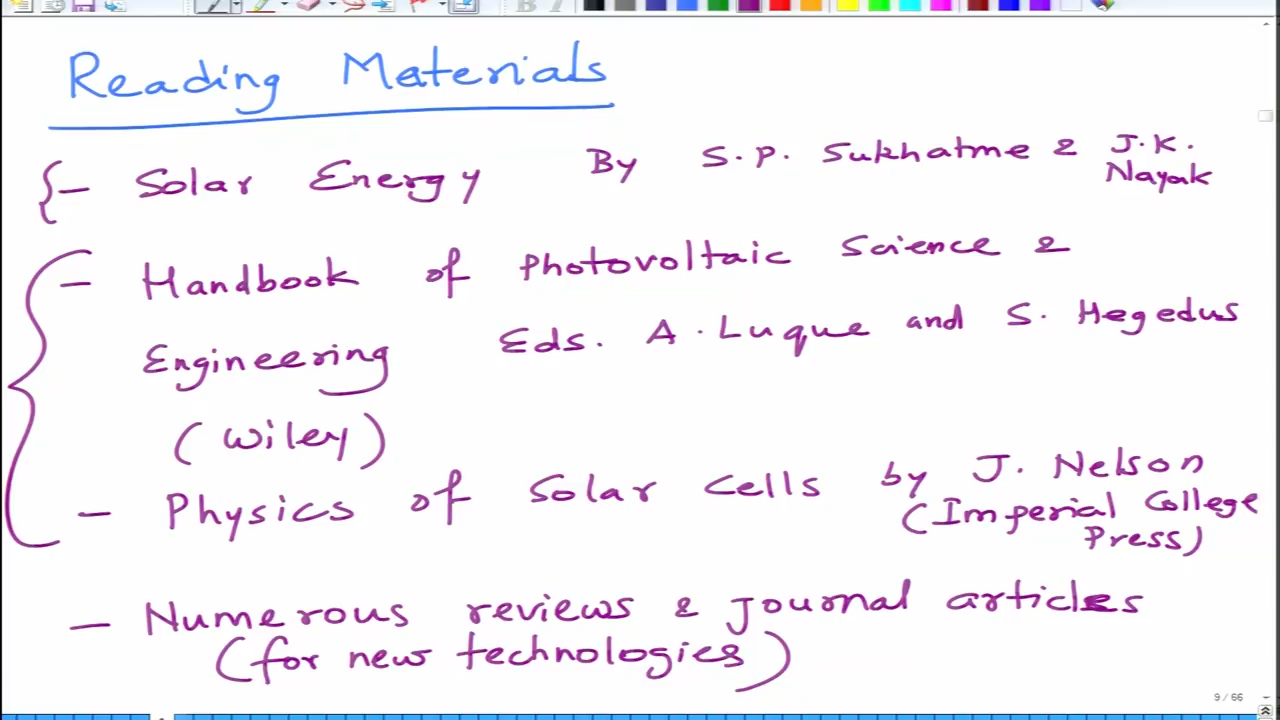 Reading Materials
- Solar Energy By S.P. Sukhatme & J.K. Nayak
- Handbook of Photovoltaic Science &
Engineering Eds. A. Luque and S. Hegedus
(Wiley)
- Physics of Solar Cells by J. Nelson
(Imperial College
Press)
- Numerous reviews & journal articles
(for new technologies)
9 / 66